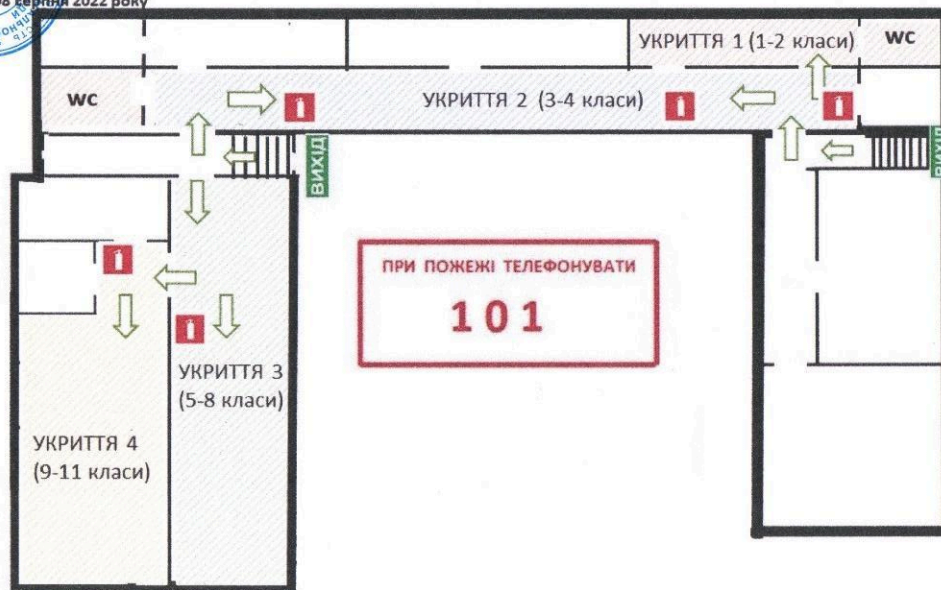 08 серпня 2022 року
УКРИТТЯ 1 (1-2 класи)
WC
WC
УКРИТТЯ 2 (3-4 класи)
ВИХІД
ВИХІД
ПРИ ПОЖЕЖІ ТЕЛЕФОНУВАТИ
101
УКРИТТЯ 3
(5-8 класи)
УКРИТТЯ 4
(9-11 класи)